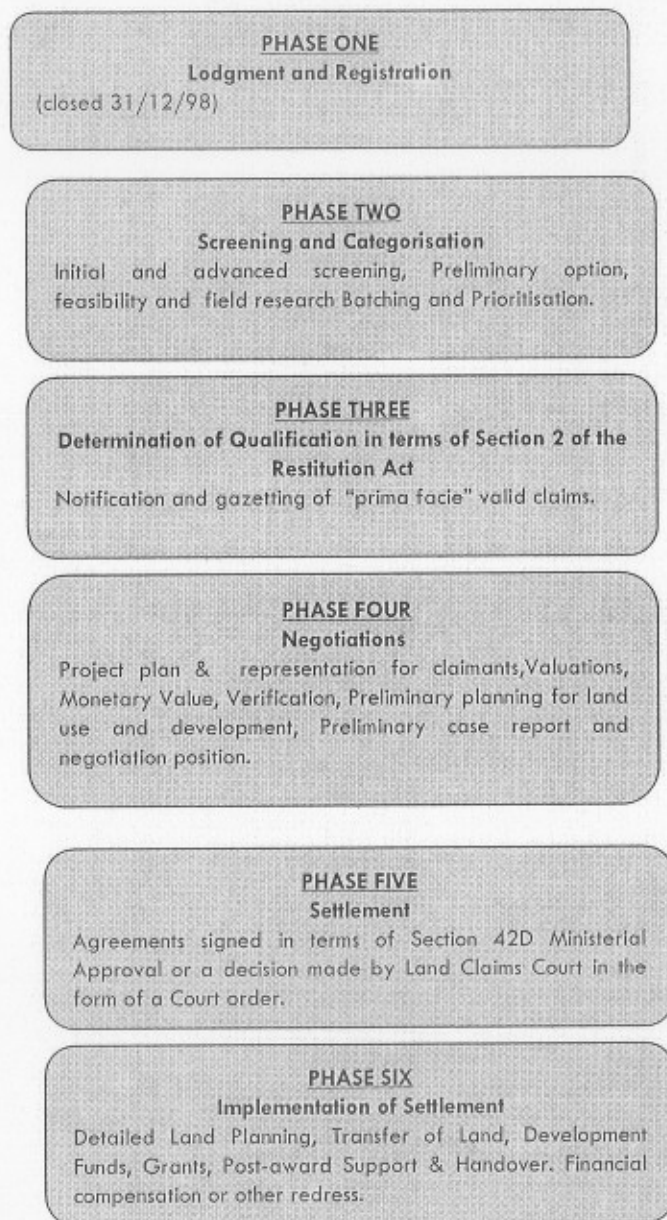 PHASE ONE
Lodgment and Registration
(closed 31/12/98)
PHASE TWO
Screening and Categorisation
Initial and advanced screening, Preliminary option,
feasibility and field research Batching and Prioritisation.
PHASE THREE
Determination of Qualification in terms of Section 2 of the
Restitution Act
Notification and gazetting of "prima facie" valid claims.
PHASE FOUR
Negotiations
Project plan & representation for claimants,Valuations,
Monetary Value, Verification, Preliminary planning for land
use and development, Preliminary case report and
negotiation position.
PHASE FIVE
Settlement
Agreements signed in terms of Section 42D Ministerial
Approval or a decision made by Land Claims Court in the
form of a Court order.
PHASE SIX
Implementation of Settlement
Detailed Land Planning, Transfer of Land, Development
Funds, Grants, Post-award Support & Handover. Financial
compensation or other redress.